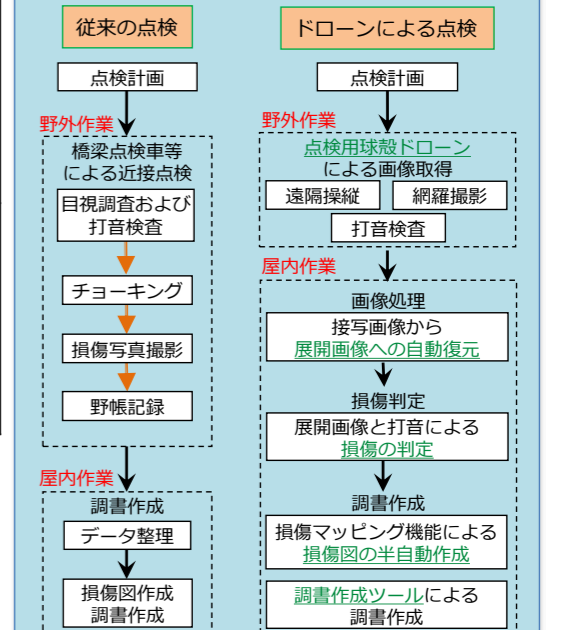 従来の点検
点検計画
野外作業
橋梁点検車等
による近接点検
目視調査および
打音検査
チョーキング
損傷写真撮影
野帳記録
屋内作業
調書作成
データ整理
損傷図作成
調書作成
ドローンによる点検
点検計画
野外作業
点検用球殻ドローン
による画像取得
遠隔操縦
網羅撮影
打音検査
屋内作業
画像処理
接写画像から
展開画像への自動復元
損傷判定
展開画像と打音による
損傷の判定
調書作成
損傷マッピング機能による
損傷図の半自動作成
調書作成ツールによる
調書作成